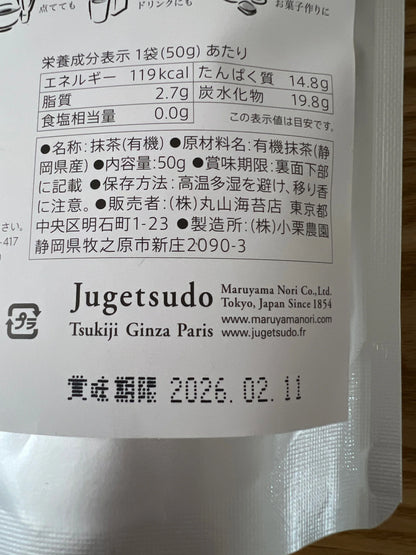 点てても
ドリンクにも
お菓子作りに
栄養成分表示 1袋(50g)あたり
エネルギー 119kcal たんぱく質 14.8g
脂質 2.7g 炭水化物 19.8g
食塩相当量 0.0g この表示値は目安です。
●名称:抹茶(有機) ●原材料名:有機抹茶(静
岡県産) ●内容量:50g ●賞味期限:裏面下部
に記載 ●保存方法:高温多湿を避け、移り香
に注意。 ●販売者:(株)丸山海苔店 東京都
中央区明石町1-23 ●製造所:(株)小栗農園
静岡県牧之原市新庄2090-3
さい。
-417
プラ
Jugetsudo
Tsukiji Ginza Paris
Maruyama Nori Co.,Ltd.
Tokyo, Japan Since 1854
www.maruyamanori.com
www.jugetsudo.fr
賞味期限 2026.02.11